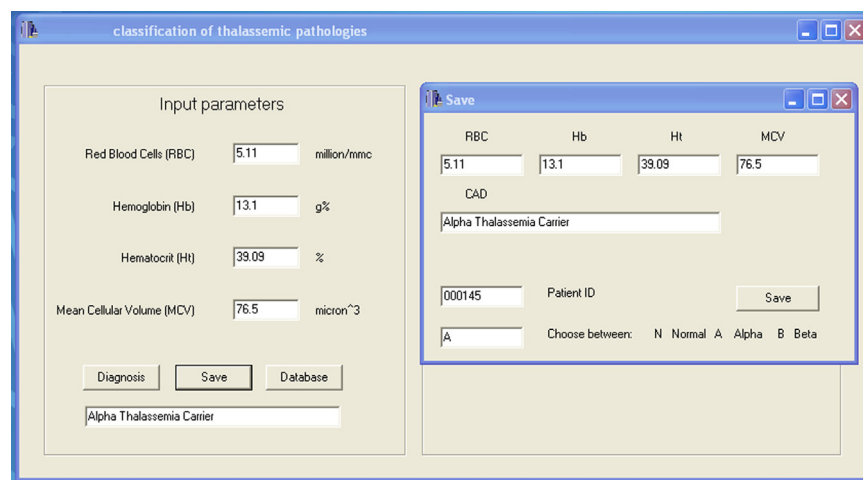 classification of thalassemic pathologies
Input parameters
Red Blood Cells (RBC) 5.11 million/mmc
Hemoglobin (Hb) 13.1 g%
Hematocrit (Ht) 39.09 %
Mean Cellular Volume (MCV) 76.5 micron^3
Diagnosis Save Database
Alpha Thalassemia Carrier
Save
RBC Hb Ht MCV
5.11 13.1 39.09 76.5
CAD
Alpha Thalassemia Carrier
000145 Patient ID Save
A Choose between: N Normal A Alpha B Beta